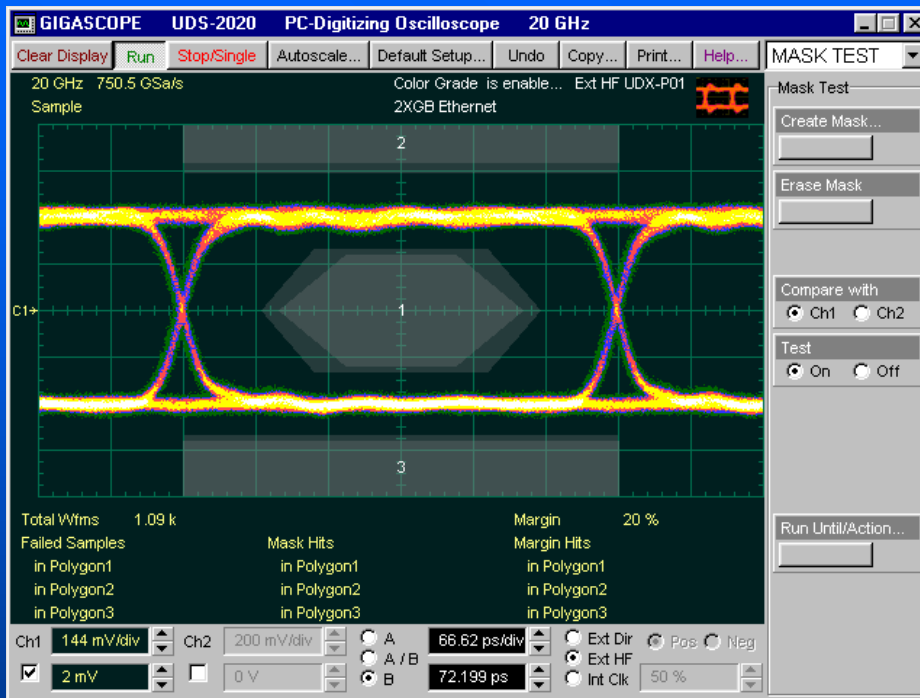 GIGASCOPE UDS-2020 PC-Digitizing Oscilloscope 20 GHz
Clear Display Run Stop/Single Autoscale... Default Setup... Undo Copy... Print... Help... MASK TEST
20 GHz 750.5 GSa/s Color Grade is enable... Ext HF UDX-P01
Sample 2XGB Ethernet
Mask Test
Create Mask...
Erase Mask
2
C1 1
3
Compare with
Ch1 Ch2
Test
On Off
Total Wfms 1.09 k Margin 20 %
Failed Samples Mask Hits Margin Hits
in Polygon1 in Polygon1 in Polygon1
in Polygon2 in Polygon2 in Polygon2
in Polygon3 in Polygon3 in Polygon3
Run Until/Action...
Ch1 144 mV/div Ch2 200 mV/div A 66.62 ps/div Ext Dir Pos Neg
A / B Ext HF
2 mV 0 V B 72.199 ps Int Clk 50 %